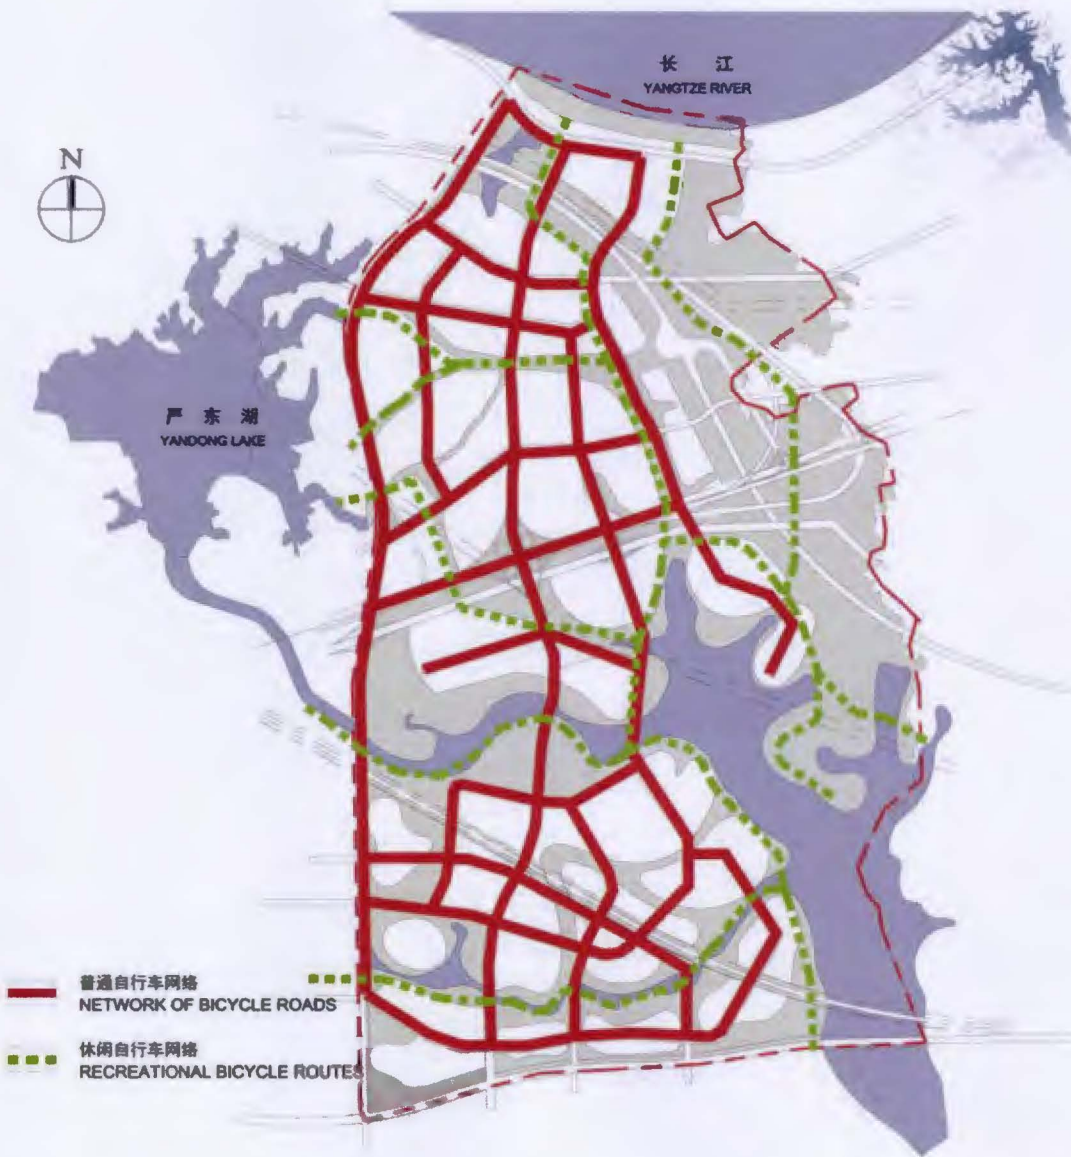 长 江
YANGTZE RIVER
N
严 东 湖
YANDONG LAKE
普通自行车网络
NETWORK OF BICYCLE ROADS
休闲自行车网络
RECREATIONAL BICYCLE ROUTES